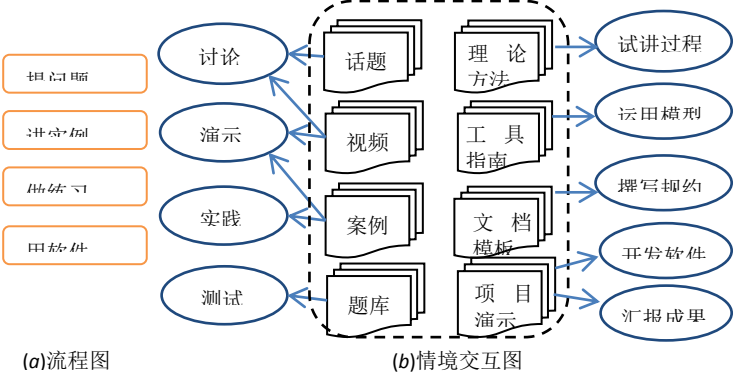 提问题
讲实例
做练习
用软件
讨论
演示
实践
测试
话题
视频
案例
题库
理 论
方法
工 具
指南
文 档
模板
项 目
演示
试讲过程
运用模型
撰写规约
开发软件
汇报成果
(a)流程图
(b)情境交互图